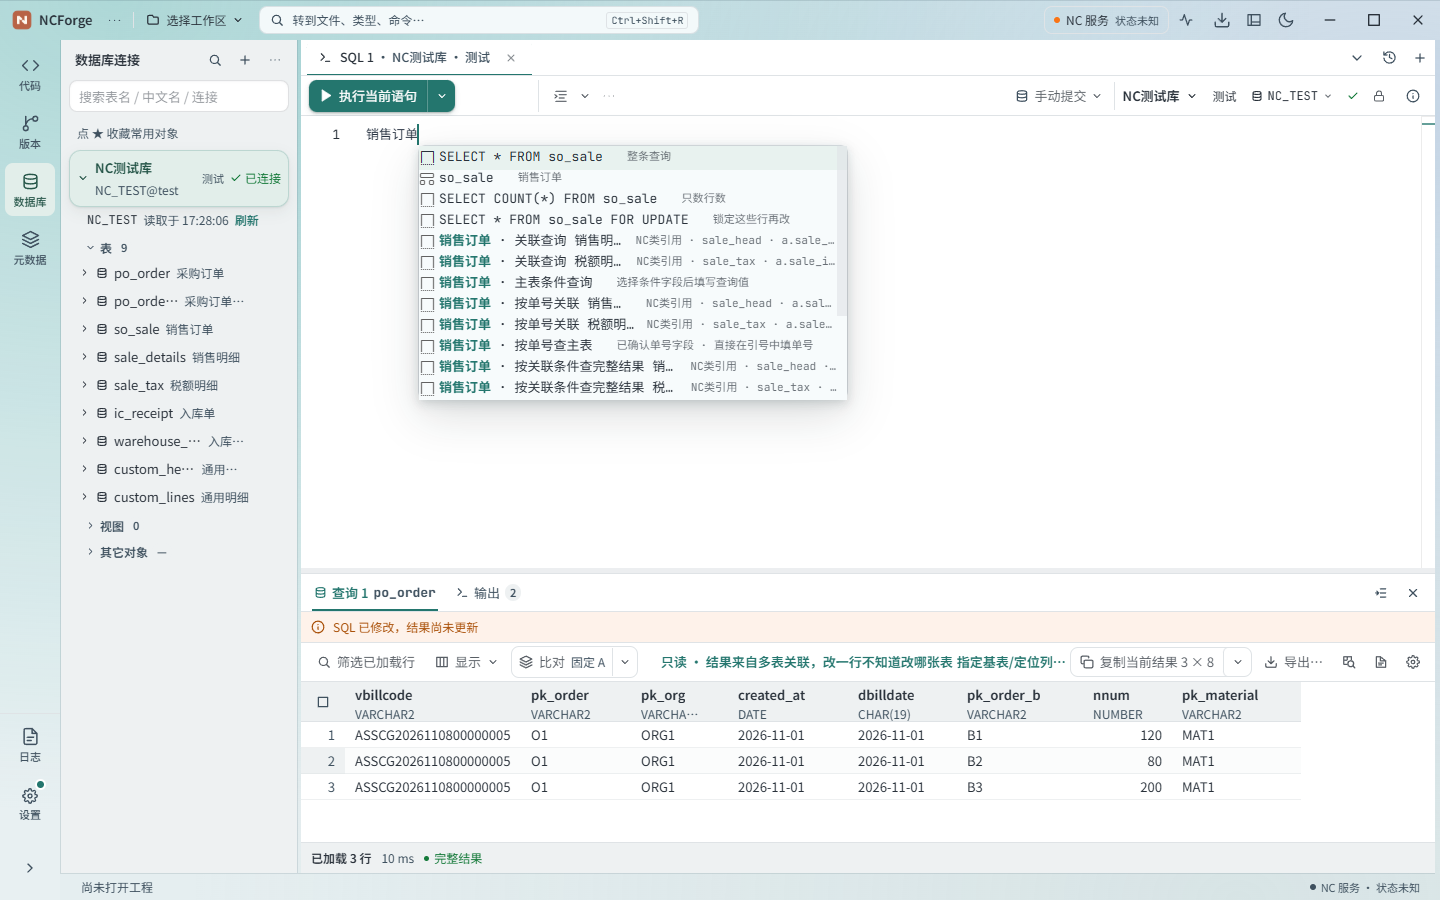 NCForge ··· 选择工作区 转到文件、类型、命令··· Ctrl+Shift+R NC 服务 状态未知
代码
版本
数据库
元数据
日志
设置
数据库连接 ···
搜索表名 / 中文名 / 连接
点 ★ 收藏常用对象
NC测试库
NC_TEST@test
测试 ✓ 已连接
NC_TEST 读取于 17:28:06 刷新
表 9
po_order 采购订单
po_orde··· 采购订单···
so_sale 销售订单
sale_details 销售明细
sale_tax 税额明细
ic_receipt 入库单
warehouse_··· 入库···
custom_he··· 通用···
custom_lines 通用明细
视图 0
其它对象 —
SQL 1 • NC测试库 • 测试
执行当前语句 ··· 手动提交 NC测试库 测试 NC_TEST
1 销售订单
SELECT * FROM so_sale 整条查询
so_sale 销售订单
SELECT COUNT(*) FROM so_sale 只数行数
SELECT * FROM so_sale FOR UPDATE 锁定这些行再改
销售订单 · 关联查询 销售明… NC类引用 · sale_head · a.sale_…
销售订单 · 关联查询 税额明… NC类引用 · sale_tax · a.sale_i…
销售订单 · 主表条件查询 选择条件字段后填写查询值
销售订单 · 按单号关联 销售… NC类引用 · sale_head · a.sal…
销售订单 · 按单号关联 税额明… NC类引用 · sale_tax · a.sale…
销售订单 · 按单号查主表 已确认单号字段 · 直接在引号中填单号
销售订单 · 按关联条件查完整结果 销… NC类引用 · sale_head ·…
销售订单 · 按关联条件查完整结果 税… NC类引用 · sale_tax · …
查询 1 po_order 输出 2
SQL 已修改，结果尚未更新
筛选已加载行 显示 比对 固定 A 只读 • 结果来自多表关联，改一行不知道改哪张表 指定基表/定位列··· 复制当前结果 3 × 8 导出···
vbillcode pk_order pk_org created_at dbilldate pk_order_b nnum pk_material
VARCHAR2 VARCHAR2 VARCHA··· DATE CHAR(19) VARCHAR2 NUMBER VARCHAR2
1 ASSCG2026110800000005 O1 ORG1 2026-11-01 2026-11-01 B1 120 MAT1
2 ASSCG2026110800000005 O1 ORG1 2026-11-01 2026-11-01 B2 80 MAT1
3 ASSCG2026110800000005 O1 ORG1 2026-11-01 2026-11-01 B3 200 MAT1
已加载 3 行 10 ms 完整结果
尚未打开工程 NC 服务 • 状态未知